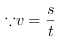 ∵v = s/t